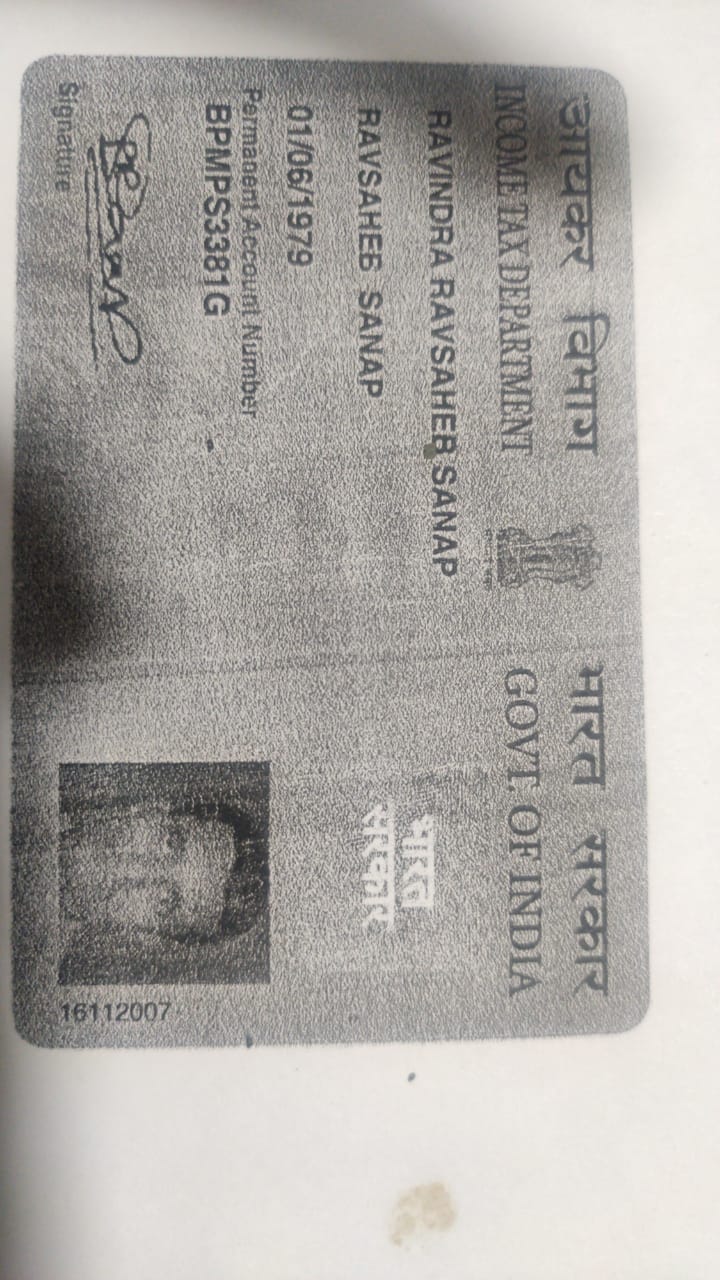 आयकर विभाग
INCOME TAX DEPARTMENT
भारत सरकार
GOVT. OF INDIA
RAVINDRA RAVSAHEB SANAP
RAVSAHEB SANAP
01/06/1979
Permanent Account Number
BPMPS3381G
Signature
भारत
सरकार
16112007